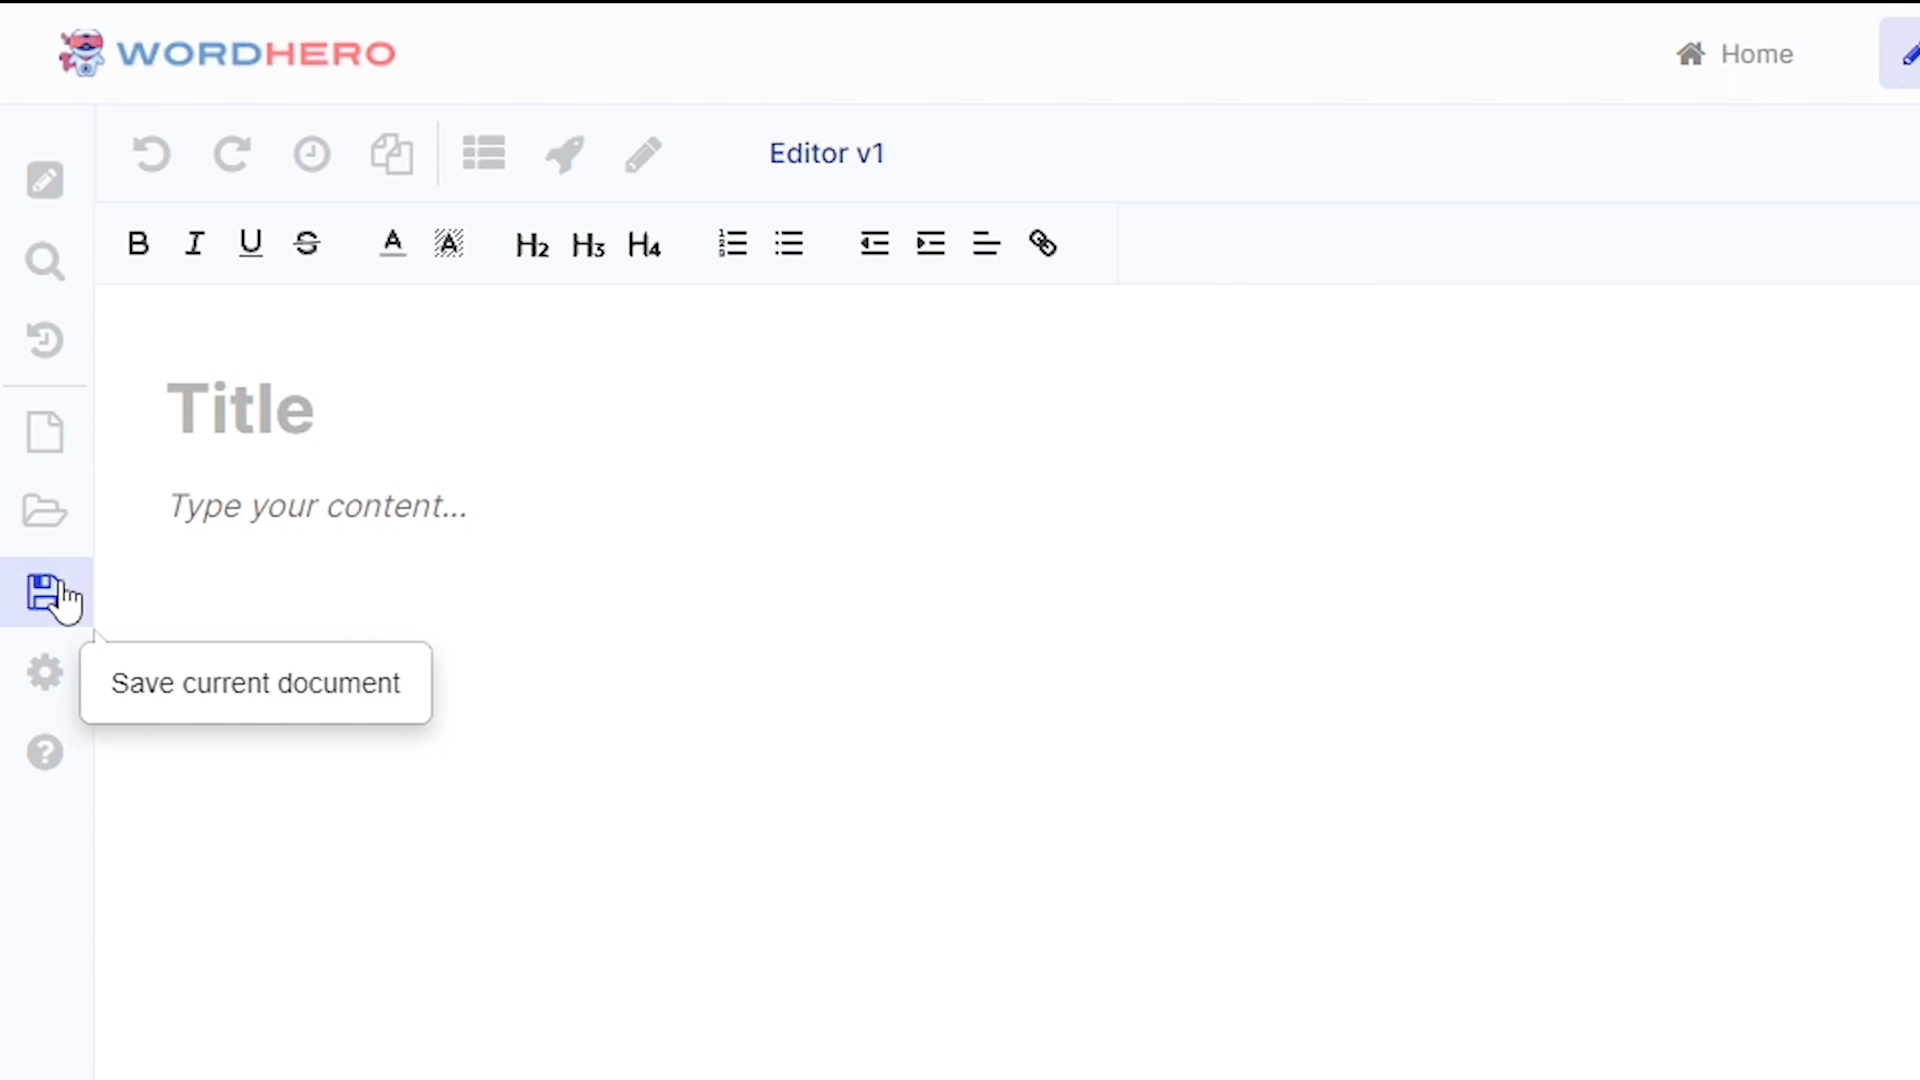 WORDHERO
Home
Editor v1
B I U S A A H2 H3 H4
Title
Type your content...
Save current document